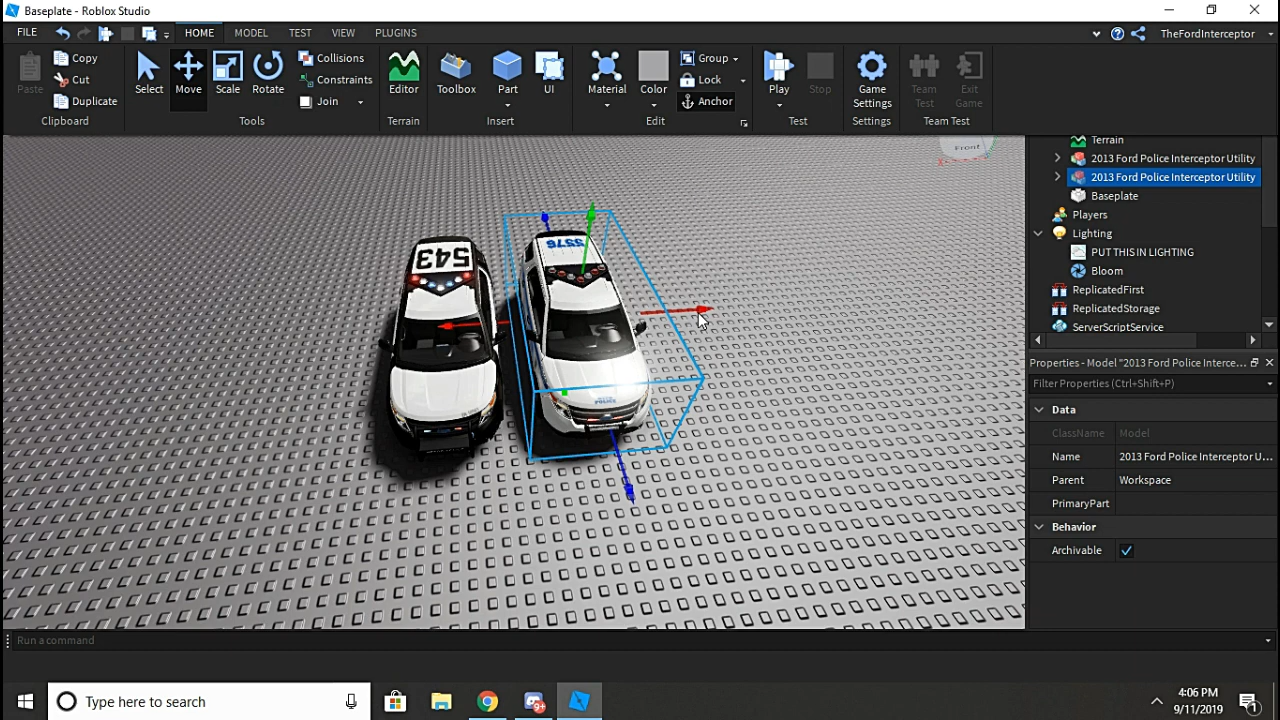 Baseplate - Roblox Studio
FILE HOME MODEL TEST VIEW PLUGINS TheFordInterceptor
Paste Copy Cut Duplicate
Clipboard
Select Move Scale Rotate Collisions Constraints Join
Tools
Editor
Terrain
Toolbox Part UI
Insert
Material Color Group Lock Anchor
Edit
Play Stop
Test
Game Settings
Settings
Team Test Exit Game
Team Test
Front
x
543
5576
POLICE
Terrain
2013 Ford Police Interceptor Utility
2013 Ford Police Interceptor Utility
Baseplate
Players
Lighting
PUT THIS IN LIGHTING
Bloom
ReplicatedFirst
ReplicatedStorage
ServerScriptService
Properties - Model "2013 Ford Police Interce...
Filter Properties (Ctrl+Shift+P)
Data
ClassName Model
Name 2013 Ford Police Interceptor U...
Parent Workspace
PrimaryPart
Behavior
Archivable
Run a command
Type here to search
9+
4:06 PM
9/11/2019
1